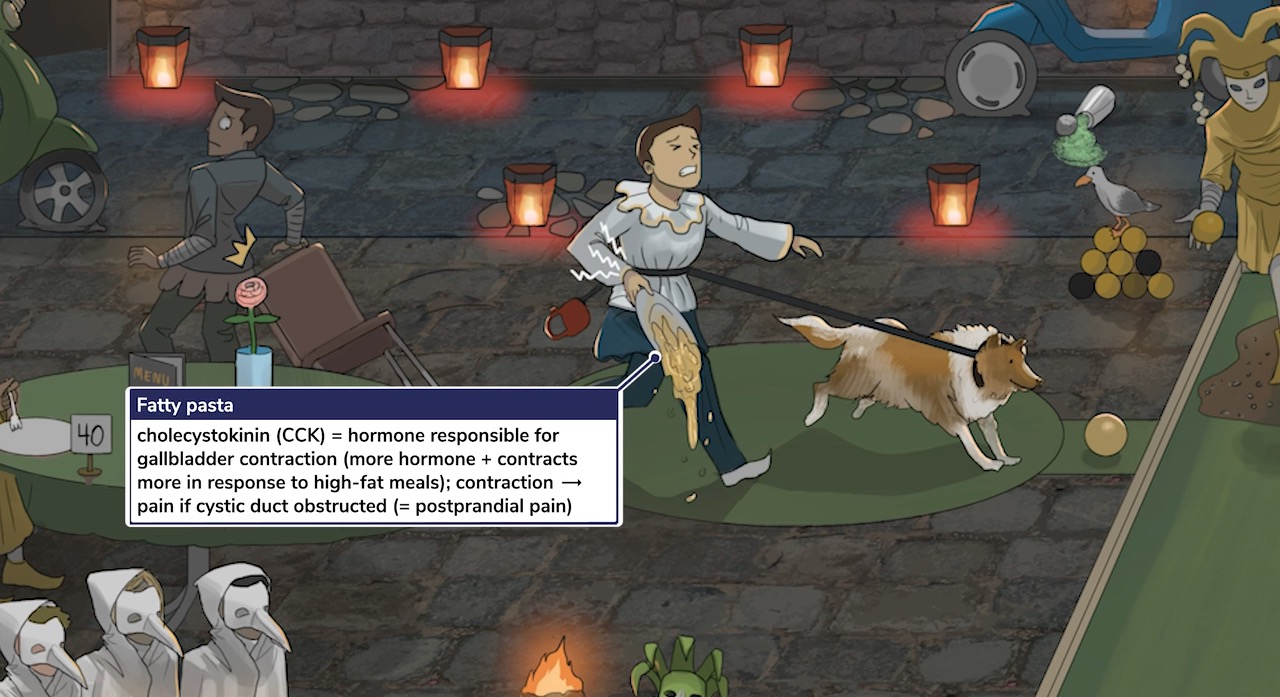 MENU
40
Fatty pasta
cholecystokinin (CCK) = hormone responsible for
gallbladder contraction (more hormone + contracts
more in response to high-fat meals); contraction →
pain if cystic duct obstructed (= postprandial pain)